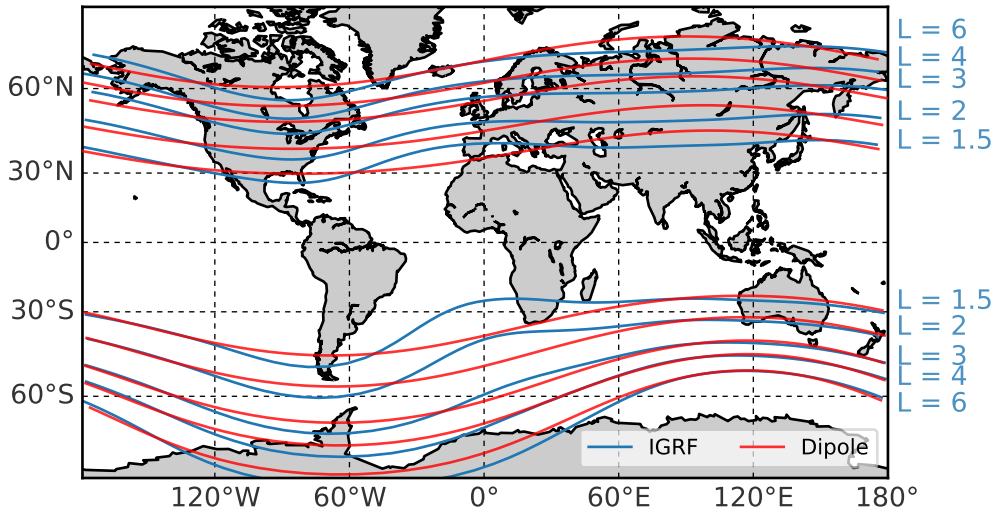 L = 6
L = 4
60°N
L = 3
L = 2
L = 1.5
30°N
0°
30°S
L = 1.5
L = 2
L = 3
L = 4
60°S
L = 6
IGRF
Dipole
120°W 60°W 0° 60°E 120°E 180°